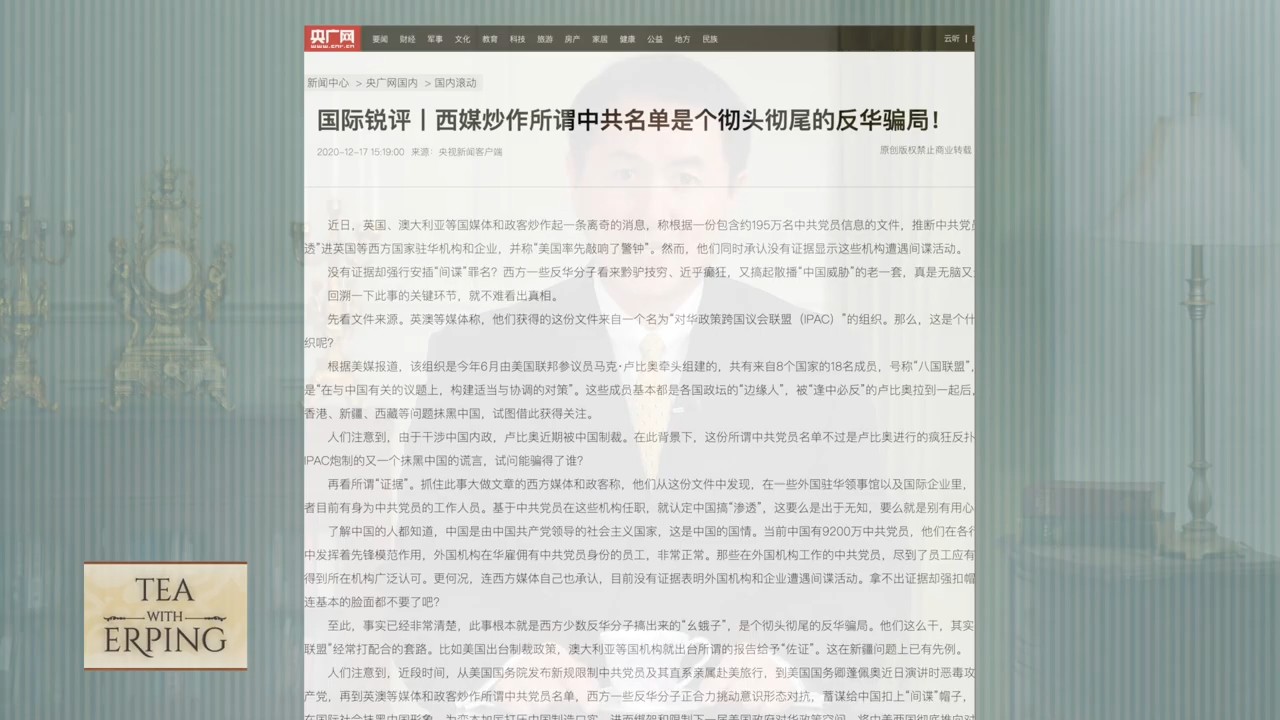 央广网
www.cnr.cn
要闻 财经 军事 文化 教育 科技 旅游 房产 家居 健康 公益 地方 民族
云听 |
新闻中心 > 央广网国内 > 国内滚动
国际锐评丨西媒炒作所谓中共名单是个彻头彻尾的反华骗局！
2020-12-17 15:19:00 来源：央视新闻客户端
原创版权禁止商业转载
近日，英国、澳大利亚等国媒体和政客炒作起一条离奇的消息，称根据一份包含约195万名中共党员信息的文件，推断中共党员
透”进英国等西方国家驻华机构和企业，并称“美国率先敲响了警钟”。然而，他们同时承认没有证据显示这些机构遭遇间谍活动。
没有证据却强行安插“间谍”罪名？西方一些反华分子看来黔驴技穷、近乎癫狂，又搞起散播“中国威胁”的老一套，真是无脑又
回溯一下此事的关键环节，就不难看出真相。
先看文件来源。英澳等媒体称，他们获得的这份文件来自一个名为“对华政策跨国议会联盟（IPAC）”的组织。那么，这是个什
织呢？
根据美媒报道，该组织是今年6月由美国联邦参议员马克·卢比奥牵头组建的，共有来自8个国家的18名成员，号称“八国联盟”，
是“在与中国有关的议题上，构建适当与协调的对策”。这些成员基本都是各国政坛的“边缘人”，被“逢中必反”的卢比奥拉到一起后，
香港、新疆、西藏等问题抹黑中国，试图借此获得关注。
人们注意到，由于干涉中国内政，卢比奥近期被中国制裁。在此背景下，这份所谓中共党员名单不过是卢比奥进行的疯狂反扑
IPAC炮制的又一个抹黑中国的谎言，试问能骗得了谁？
再看所谓“证据”。抓住此事大做文章的西方媒体和政客称，他们从这份文件中发现，在一些外国驻华领事馆以及国际企业里，
者目前有身为中共党员的工作人员。基于中共党员在这些机构任职，就认定中国搞“渗透”，这要么是出于无知，要么就是别有用心
了解中国的人都知道，中国是由中国共产党领导的社会主义国家，这是中国的国情。当前中国有9200万中共党员，他们在各行
中发挥着先锋模范作用，外国机构在华雇佣有中共党员身份的员工，非常正常。那些在外国机构工作的中共党员，尽到了员工应有
得到所在机构广泛认可。更何况，连西方媒体自己也承认，目前没有证据表明外国机构和企业遭遇间谍活动。拿不出证据却强扣帽
连基本的脸面都不要了吧？
至此，事实已经非常清楚，此事根本就是西方少数反华分子搞出来的“幺蛾子”，是个彻头彻尾的反华骗局。他们这么干，其实
联盟”经常打配合的套路。比如美国出台制裁政策，澳大利亚等国机构就出台所谓的报告给予“佐证”。这在新疆问题上已有先例。
人们注意到，近段时间，从美国国务院发布新规限制中共党员及其直系亲属赴美旅行，到美国国务卿蓬佩奥近日演讲时恶毒攻
产党，再到英澳等媒体和政客炒作所谓中共党员名单，西方一些反华分子正合力挑动意识形态对抗，蓄谋给中国扣上“间谍”帽子，
TEA
WITH
ERPING